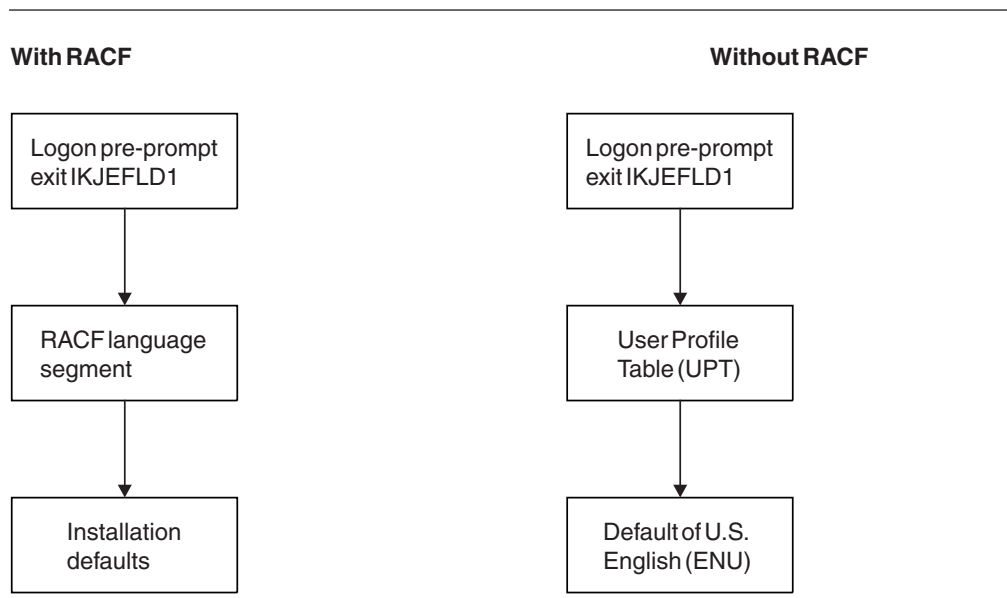 With RACF
Without RACF
Logon pre-prompt
exit IKJEFLD1
Logon pre-prompt
exit IKJEFLD1
RACF language
segment
User Profile
Table (UPT)
Installation
defaults
Default of U.S.
English (ENU)